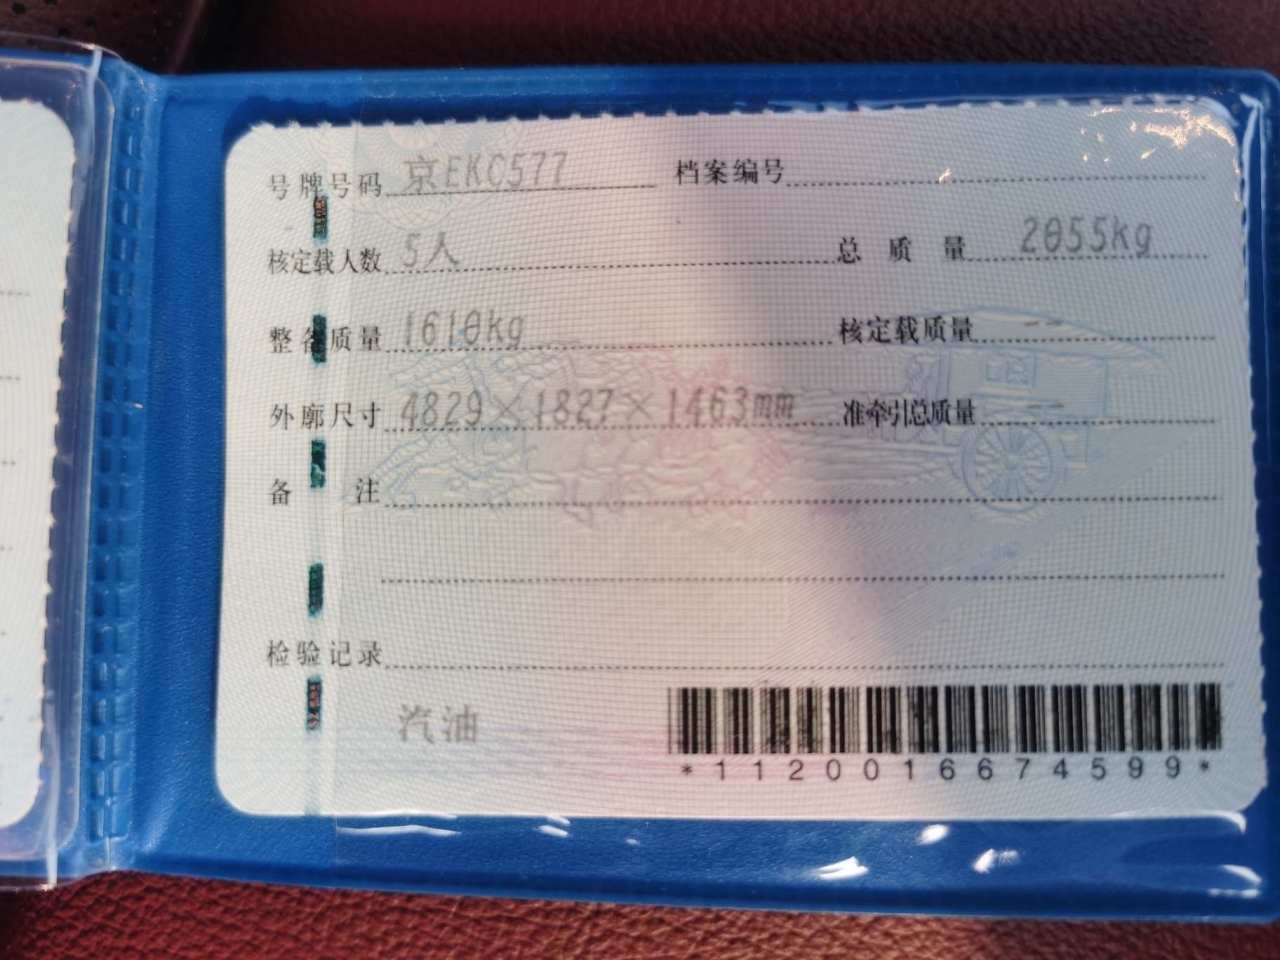 号牌号码 京EKC577 档案编号
核定载人数 5人 总质量 2055kg
整备质量 1610kg 核定载质量 --
外廓尺寸 4829×1827×1463mm 准牵引总质量 --
备注
检验记录
汽油
*1120016674599*